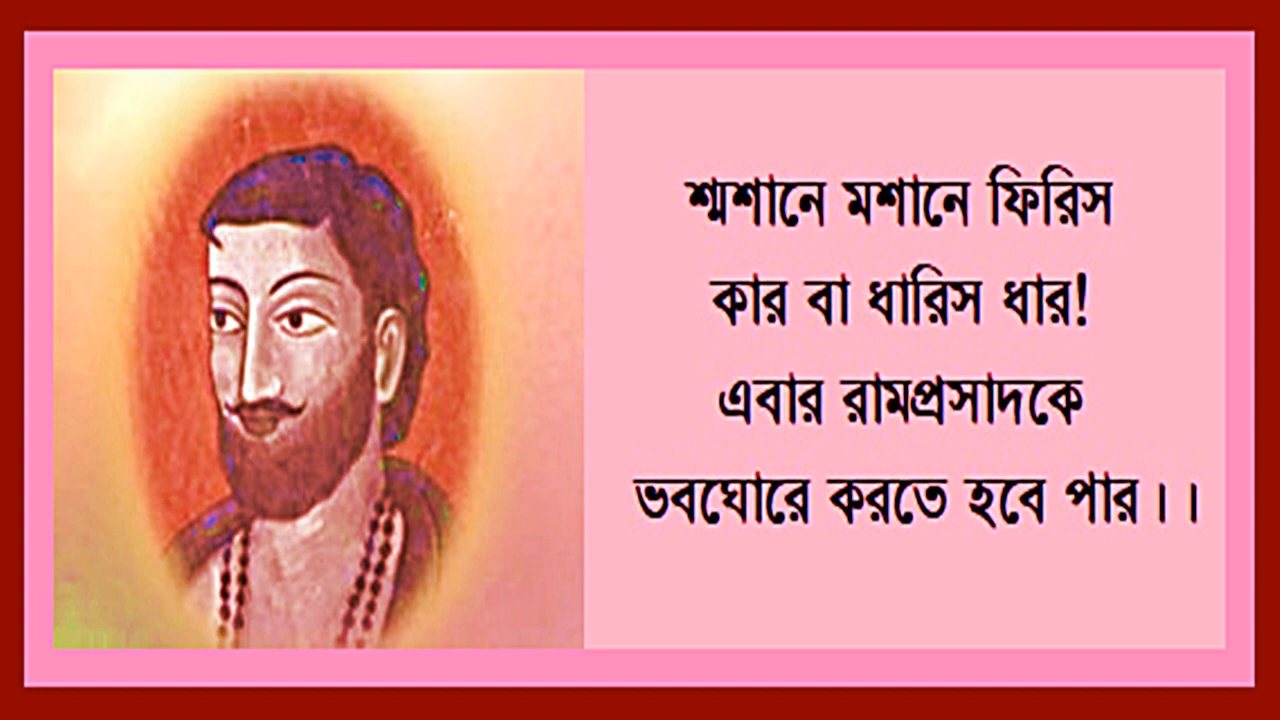 শ্মশানে মশানে ফিরিস
কার বা ধারিস ধার!
এবার রামপ্রসাদকে
ভবঘোরে করতে হবে পার।।